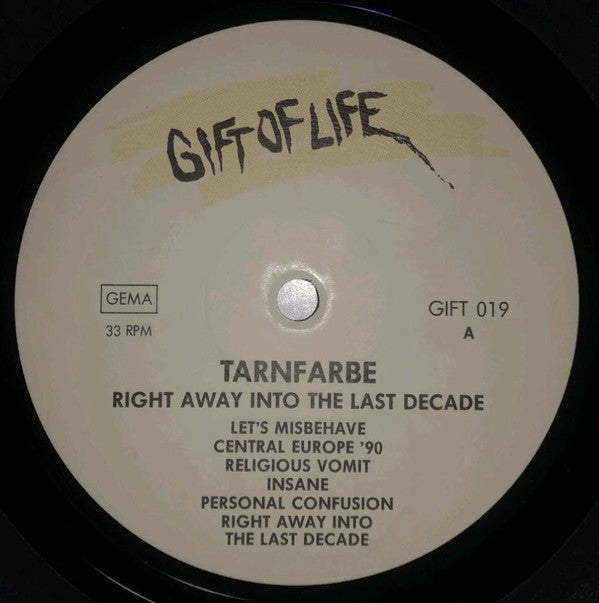 GIFT OF LIFE
GEMA
33 RPM
GIFT 019
A
TARNFARBE
RIGHT AWAY INTO THE LAST DECADE
LET'S MISBEHAVE
CENTRAL EUROPE '90
RELIGIOUS VOMIT
INSANE
PERSONAL CONFUSION
RIGHT AWAY INTO
THE LAST DECADE